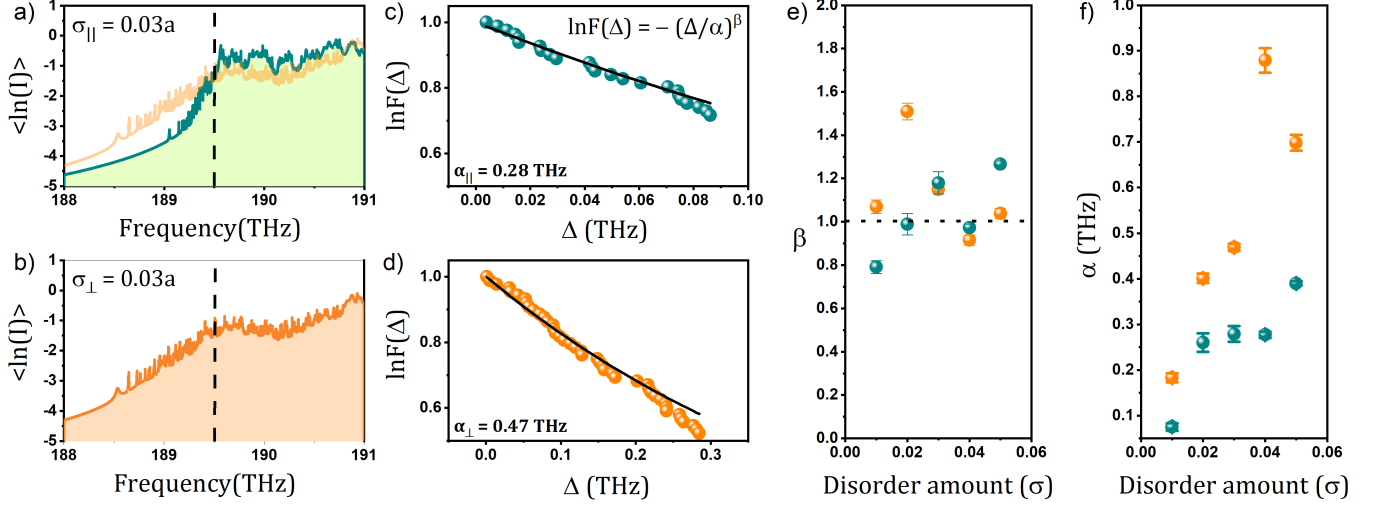 a)
σ|| = 0.03a
1
0
-1
-2
-3
-4
-5
<ln(I)>
188
189
190
191
Frequency(THz)
b)
σ⊥ = 0.03a
1
0
-1
-2
-3
-4
-5
<ln(I)>
188
189
190
191
Frequency(THz)
c)
lnF(Δ) = − (Δ/α)^β
1.0
0.8
0.6
lnF(Δ)
α|| = 0.28 THz
0.00
0.02
0.04
0.06
0.08
0.10
Δ (THz)
d)
1.0
0.8
0.6
lnF(Δ)
α⊥ = 0.47 THz
0.0
0.1
0.2
0.3
Δ (THz)
e)
2.0
1.8
1.6
1.4
1.2
1.0
0.8
0.6
0.4
0.2
0.0
β
0.00
0.02
0.04
0.06
Disorder amount (σ)
f)
1.0
0.9
0.8
0.7
0.6
0.5
0.4
0.3
0.2
0.1
α (THz)
0.00
0.02
0.04
0.06
Disorder amount (σ)